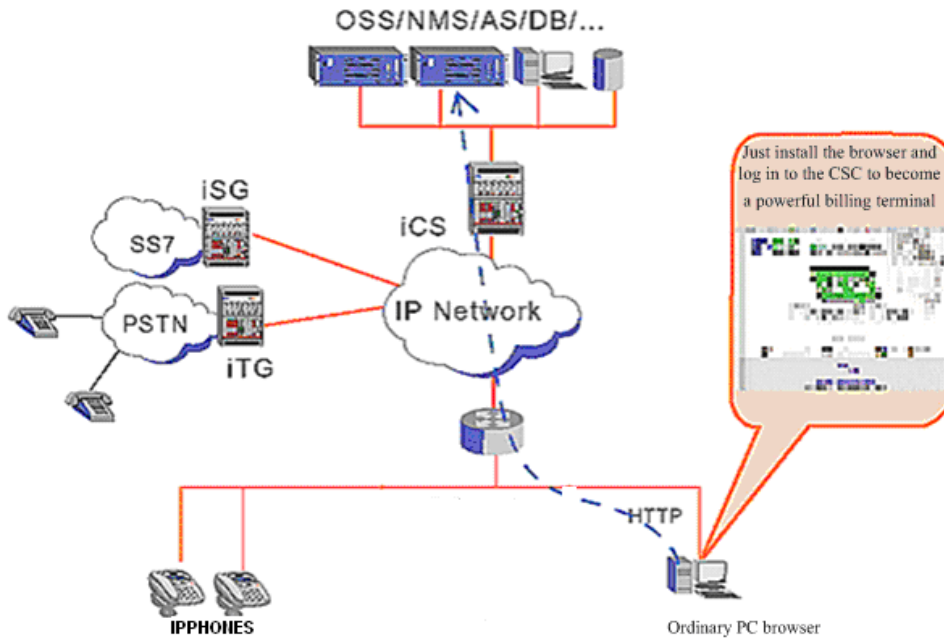 OSS/NMS/AS/DB/...
Just install the browser and
log in to the CSC to become
a powerful billing terminal
iSG
iCS
SS7
IP Network
PSTN
iTG
HTTP
IPPHONES
Ordinary PC browser